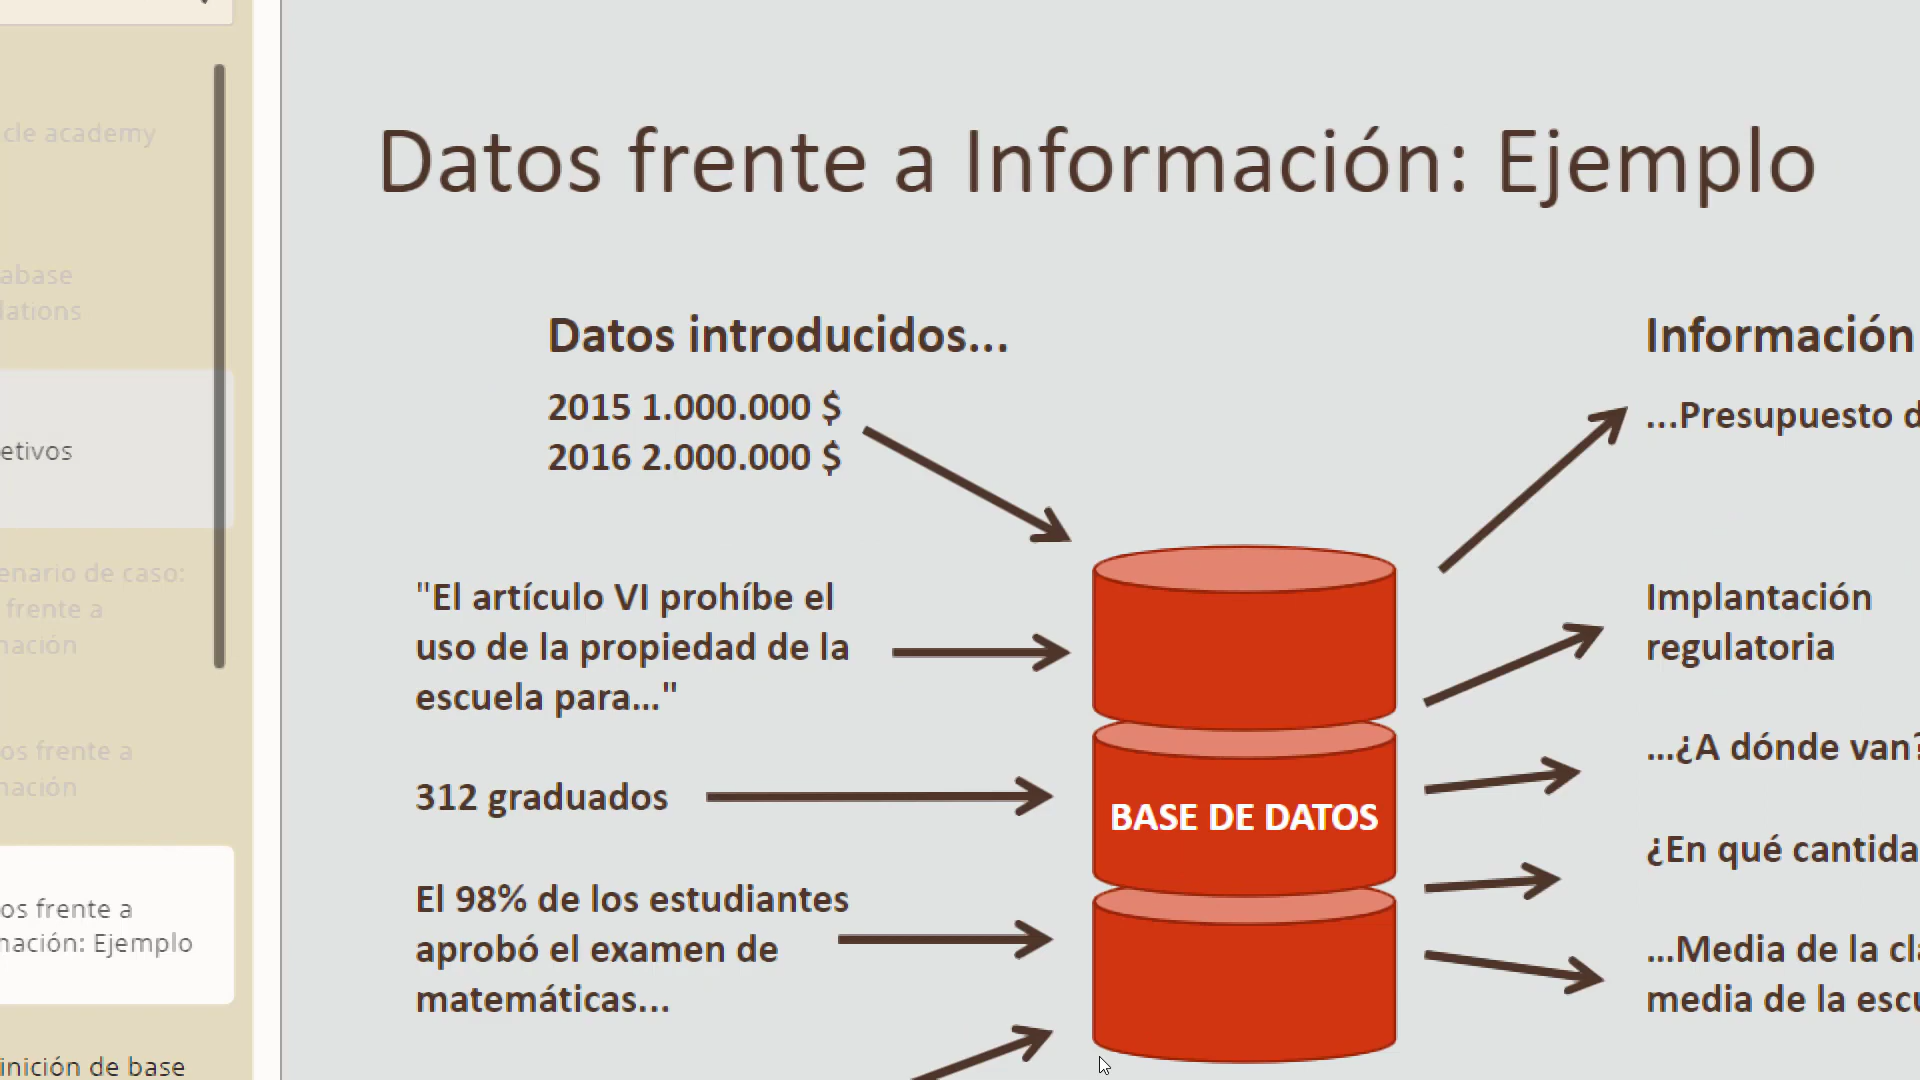 cle academy
abase
lations
etivos
enario de caso:
frente a
nación
os frente a
nación
os frente a
nación: Ejemplo
inición de base
Datos frente a Información: Ejemplo
Datos introducidos...
2015 1.000.000 $
2016 2.000.000 $
"El artículo VI prohíbe el
uso de la propiedad de la
escuela para..."
312 graduados
El 98% de los estudiantes
aprobó el examen de
matemáticas...
BASE DE DATOS
Información
...Presupuesto d
Implantación
regulatoria
...¿A dónde van?
¿En qué cantida
...Media de la cla
media de la escu